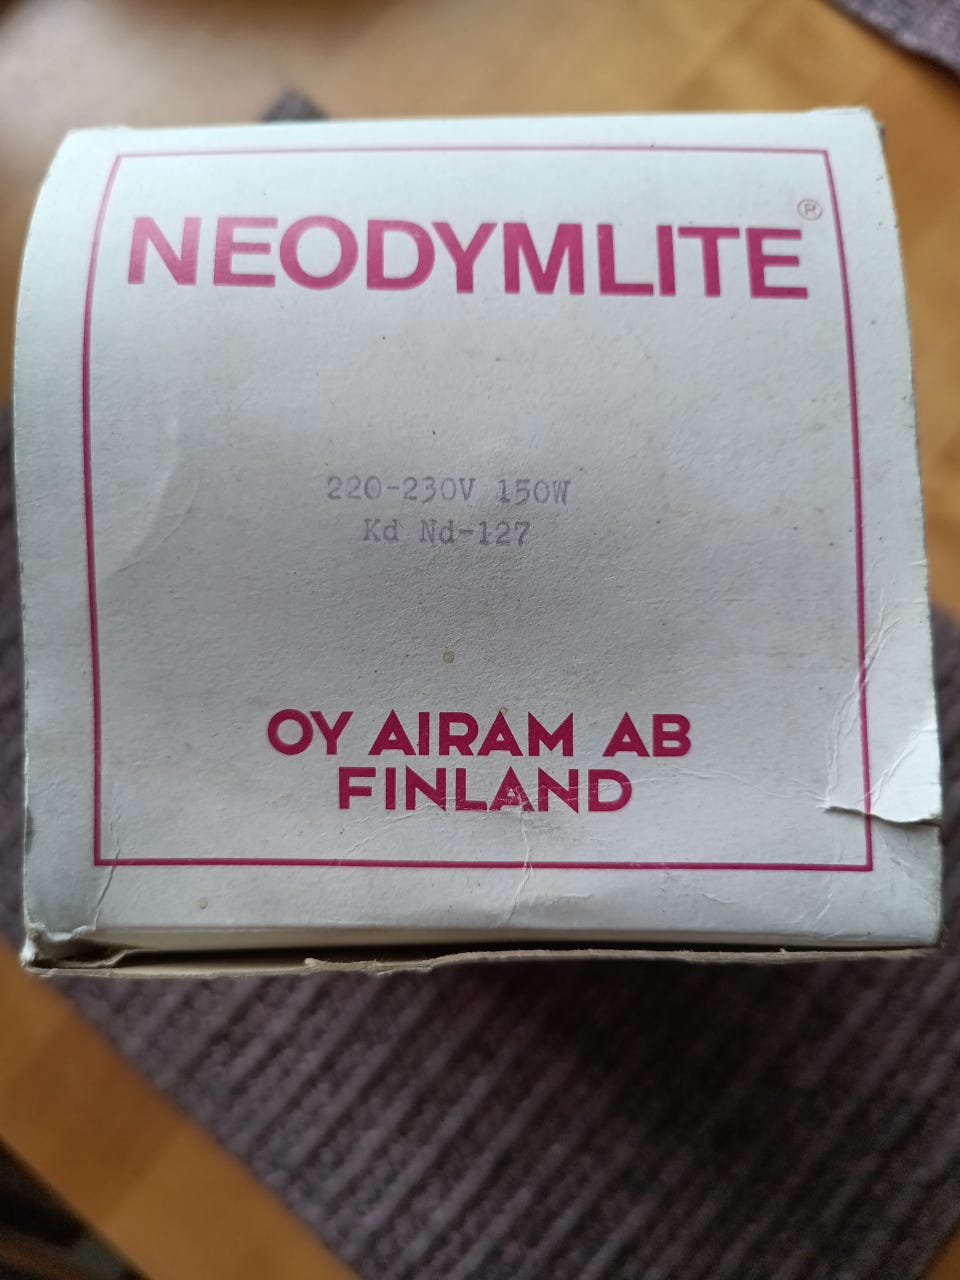 NEODYMLITE®
220-230V 150W
Kd Nd-127
OY AIRAM AB
FINLAND